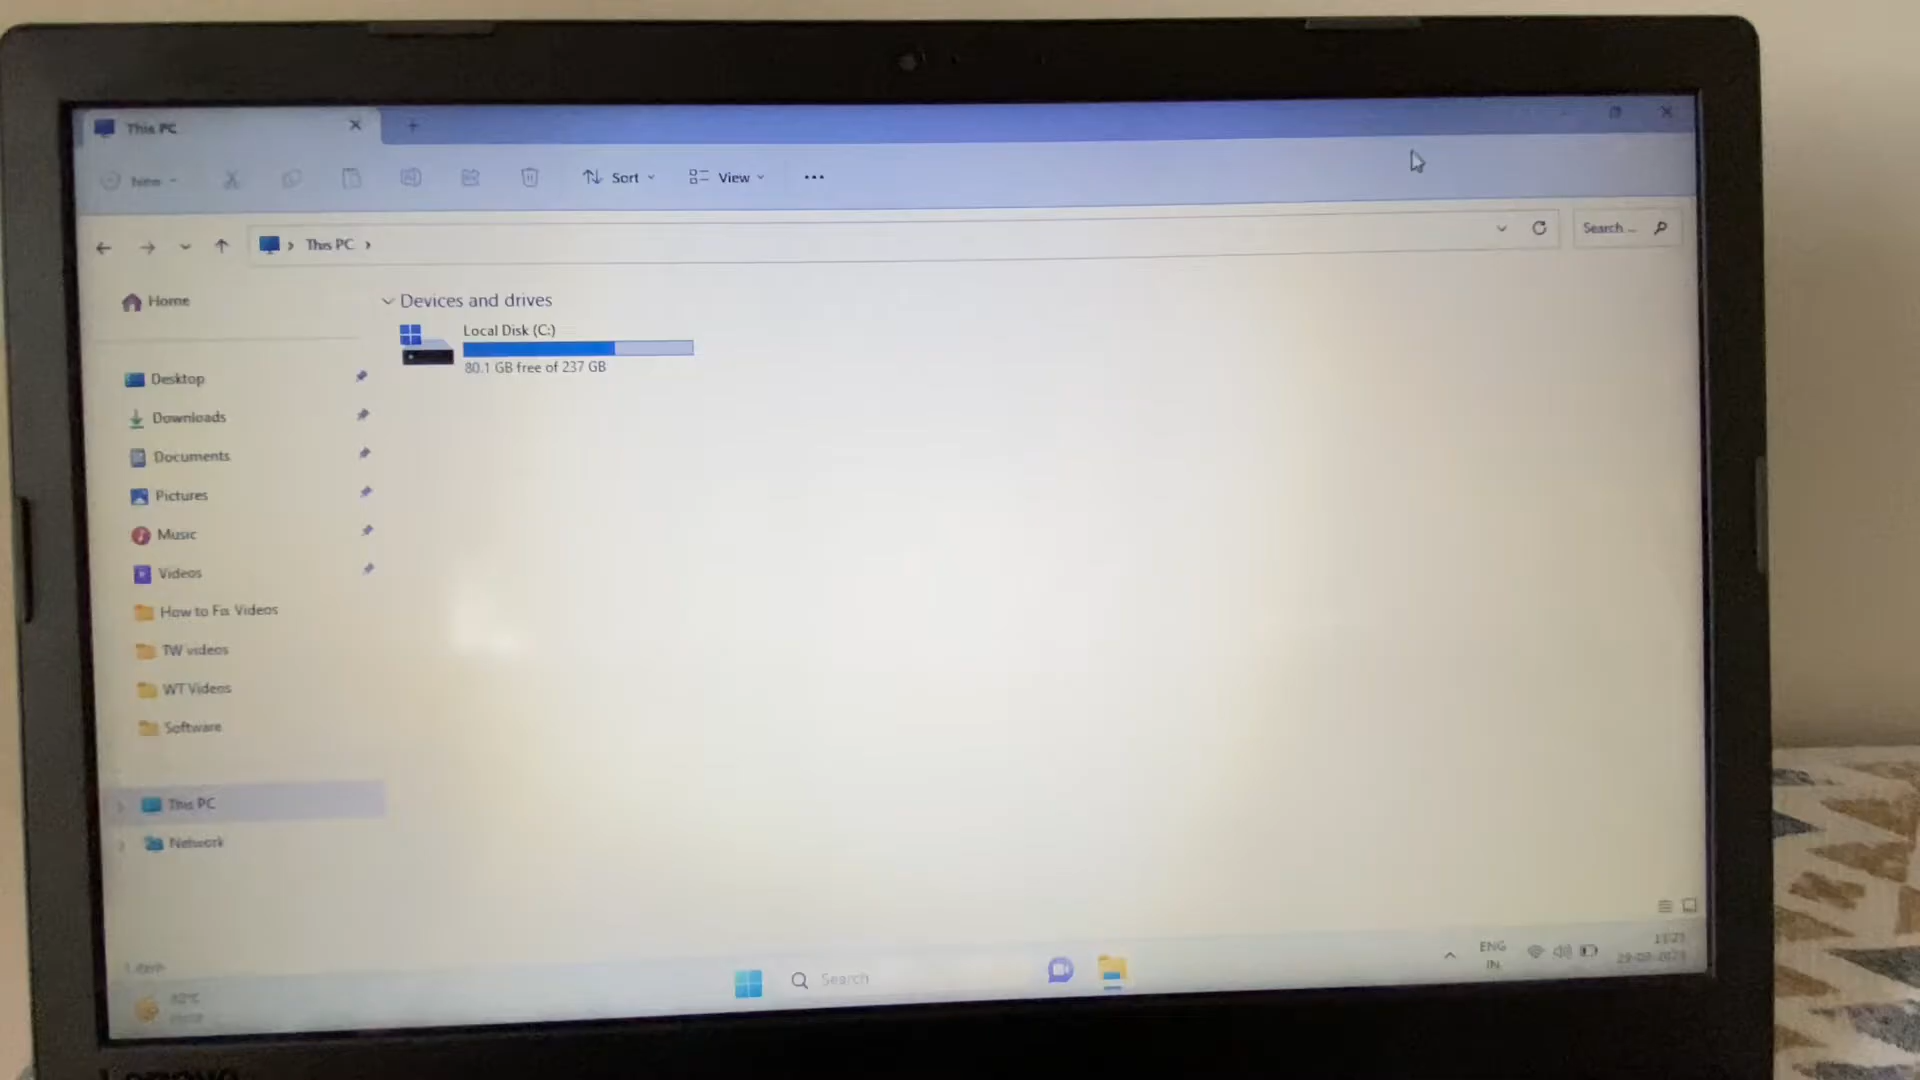 This PC
New
Sort
View
This PC
Search ...
Home
Devices and drives
Local Disk (C:)
80.1 GB free of 237 GB
Desktop
Downloads
Documents
Pictures
Music
Videos
How to Fix Videos
TW videos
WT Videos
Software
This PC
Network
1 item
Search
ENG
IN